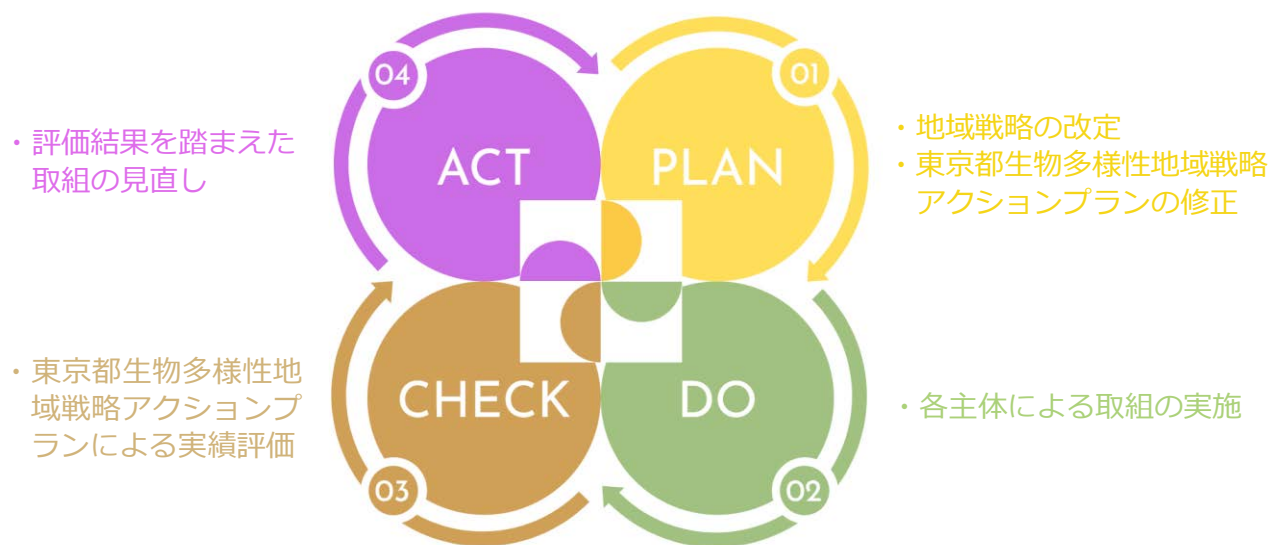 01
PLAN
・地域戦略の改定
・東京都生物多様性地域戦略
アクションプランの修正
02
DO
・各主体による取組の実施
03
CHECK
・東京都生物多様性地
域戦略アクションプ
ランによる実績評価
04
ACT
・評価結果を踏まえた
取組の見直し